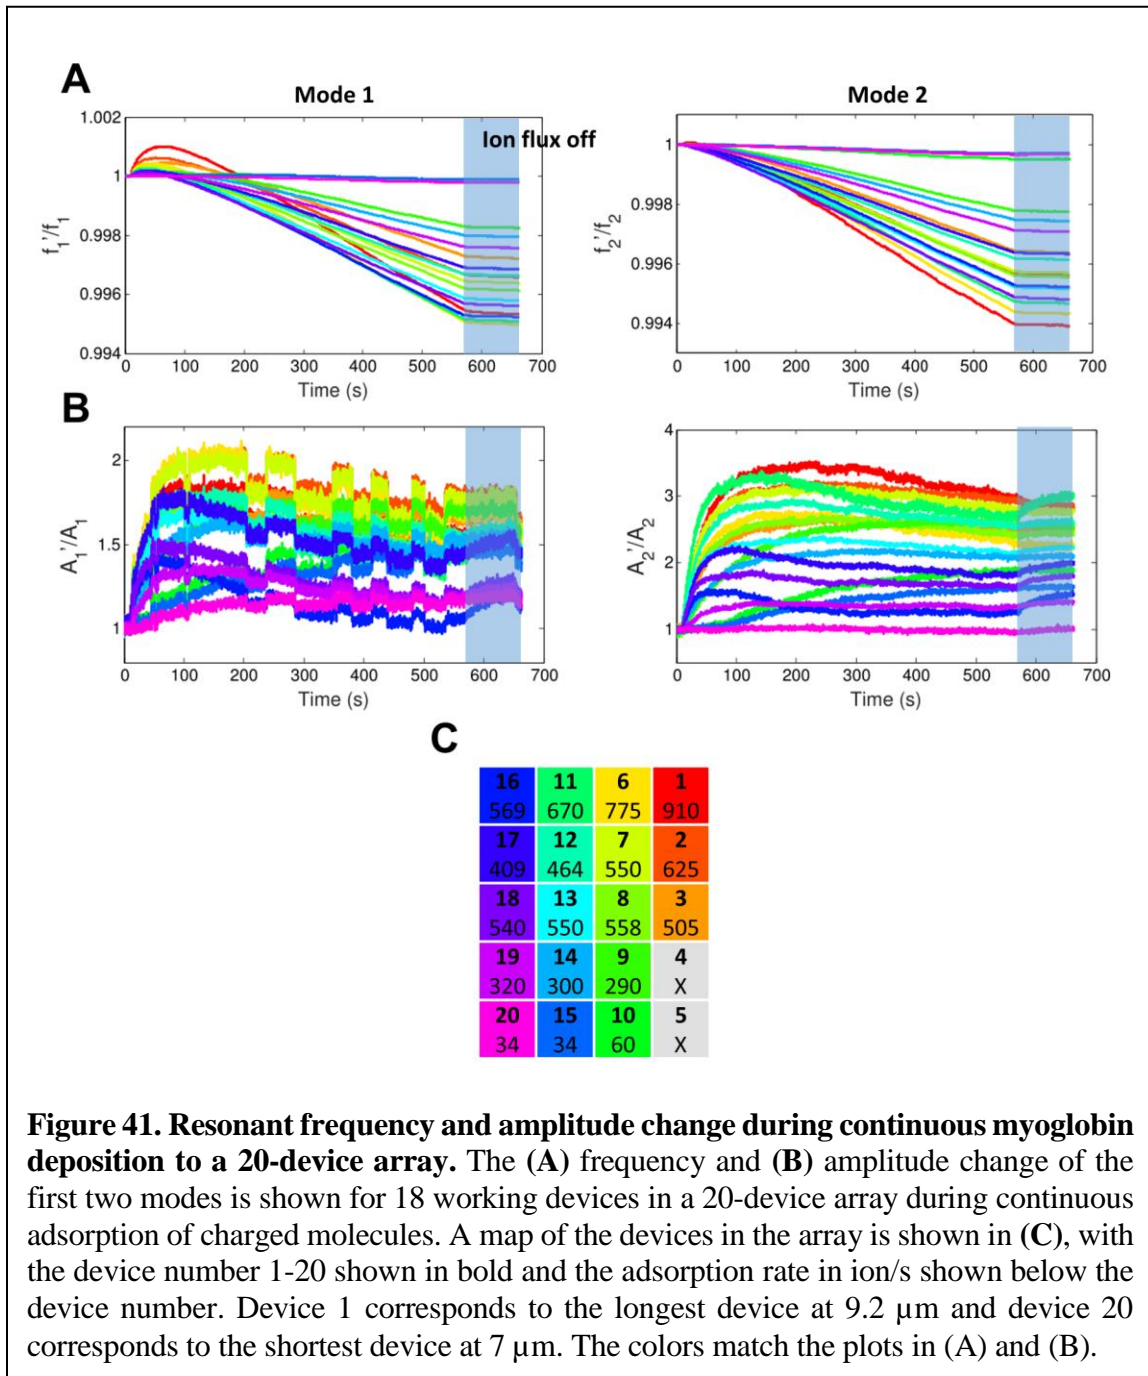 A
Mode 1
Mode 2
1.002
1
0.998
0.996
0.994
f1'/f1
Ion flux off
0 100 200 300 400 500 600 700
Time (s)
1
0.998
0.996
0.994
f2'/f2
0 100 200 300 400 500 600 700
Time (s)
B
2
1.5
1
A1'/A1
0 100 200 300 400 500 600 700
Time (s)
4
3
2
1
A2'/A2
0 100 200 300 400 500 600 700
Time (s)
C
16 11 6 1
569 670 775 910
17 12 7 2
409 464 550 625
18 13 8 3
540 550 558 505
19 14 9 4
320 300 290 X
20 15 10 5
34 34 60 X
Figure 41. Resonant frequency and amplitude change during continuous myoglobin
deposition to a 20-device array. The (A) frequency and (B) amplitude change of the
first two modes is shown for 18 working devices in a 20-device array during continuous
adsorption of charged molecules. A map of the devices in the array is shown in (C), with
the device number 1-20 shown in bold and the adsorption rate in ion/s shown below the
device number. Device 1 corresponds to the longest device at 9.2 µm and device 20
corresponds to the shortest device at 7 µm. The colors match the plots in (A) and (B).